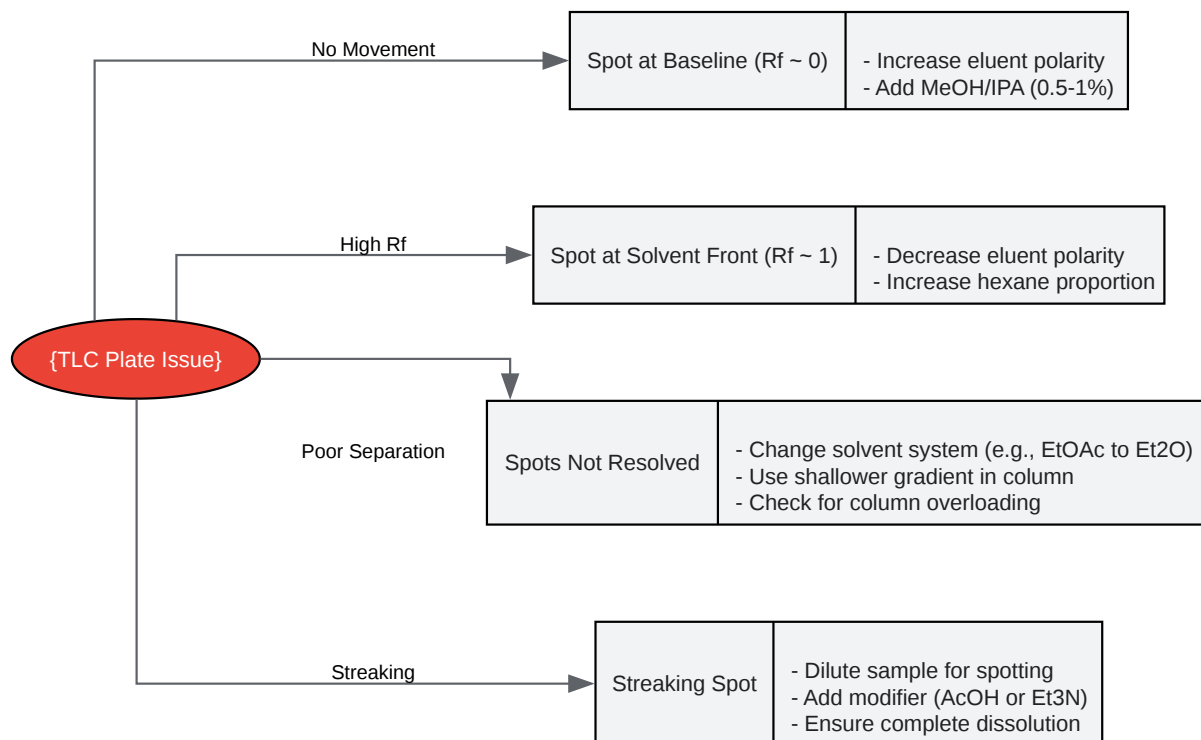 No Movement
Spot at Baseline (Rf ~ 0)
- Increase eluent polarity
- Add MeOH/IPA (0.5-1%)
High Rf
Spot at Solvent Front (Rf ~ 1)
- Decrease eluent polarity
- Increase hexane proportion
{TLC Plate Issue}
Poor Separation
Spots Not Resolved
- Change solvent system (e.g., EtOAc to Et2O)
- Use shallower gradient in column
- Check for column overloading
Streaking
Streaking Spot
- Dilute sample for spotting
- Add modifier (AcOH or Et3N)
- Ensure complete dissolution